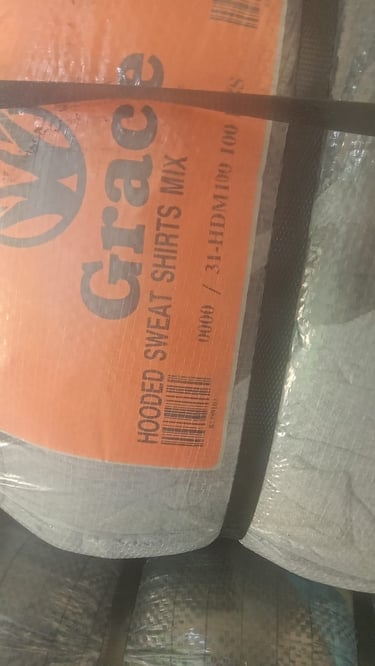 Grace
HOODED SWEAT SHIRTS MIX
0000 / 31-HDM100 100